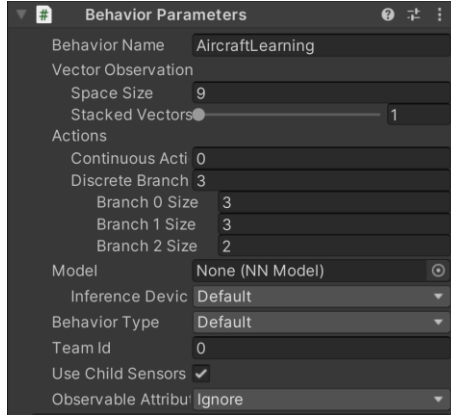 # Behavior Parameters
Behavior Name AircraftLearning
Vector Observation
Space Size 9
Stacked Vectors 1
Actions
Continuous Acti 0
Discrete Branch 3
Branch 0 Size 3
Branch 1 Size 3
Branch 2 Size 2
Model None (NN Model)
Inference Devic Default
Behavior Type Default
Team Id 0
Use Child Sensors
Observable Attribut Ignore